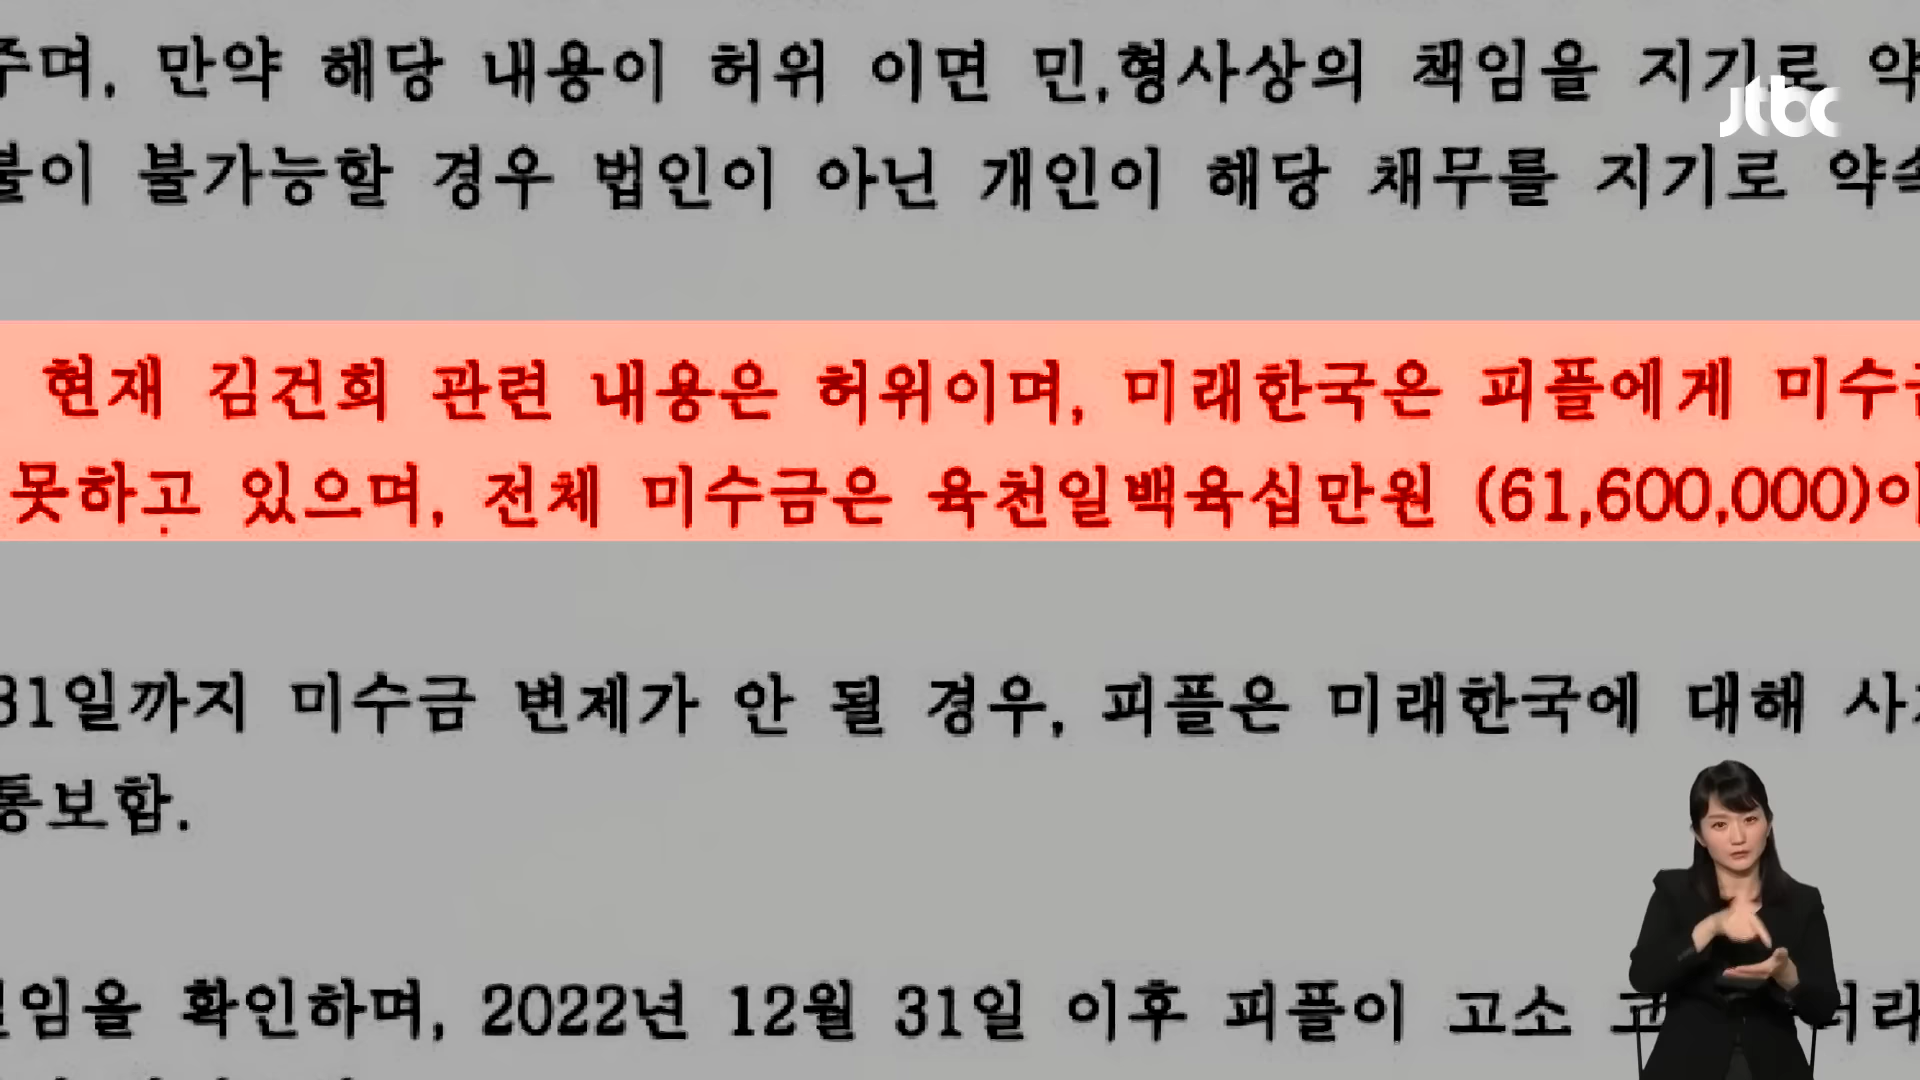 주며, 만약 해당 내용이 허위 이면 민,형사상의 책임을 지기로 약
jtbc
불이 불가능할 경우 법인이 아닌 개인이 해당 채무를 지기로 약속
현재 김건희 관련 내용은 허위이며, 미래한국은 피플에게 미수금
못하고 있으며, 전체 미수금은 육천일백육십만원 (61,600,000)이
31일까지 미수금 변제가 안 될 경우, 피플은 미래한국에 대해 사
통보함.
임을 확인하며, 2022년 12월 31일 이후 피플이 고소